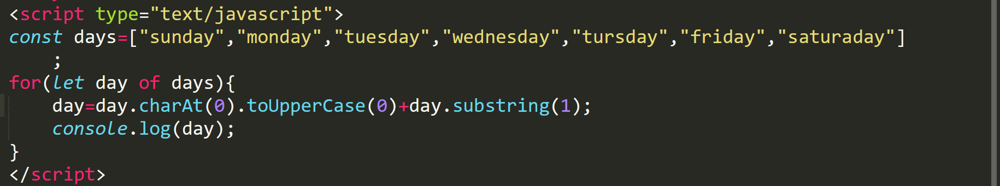 <script type="text/javascript">
const days=["sunday","monday","tuesday","wednesday","tursday","friday","saturaday"]
    ;
for(let day of days){
    day=day.charAt(0).toUpperCase(0)+day.substring(1);
    console.log(day);
}
</script>